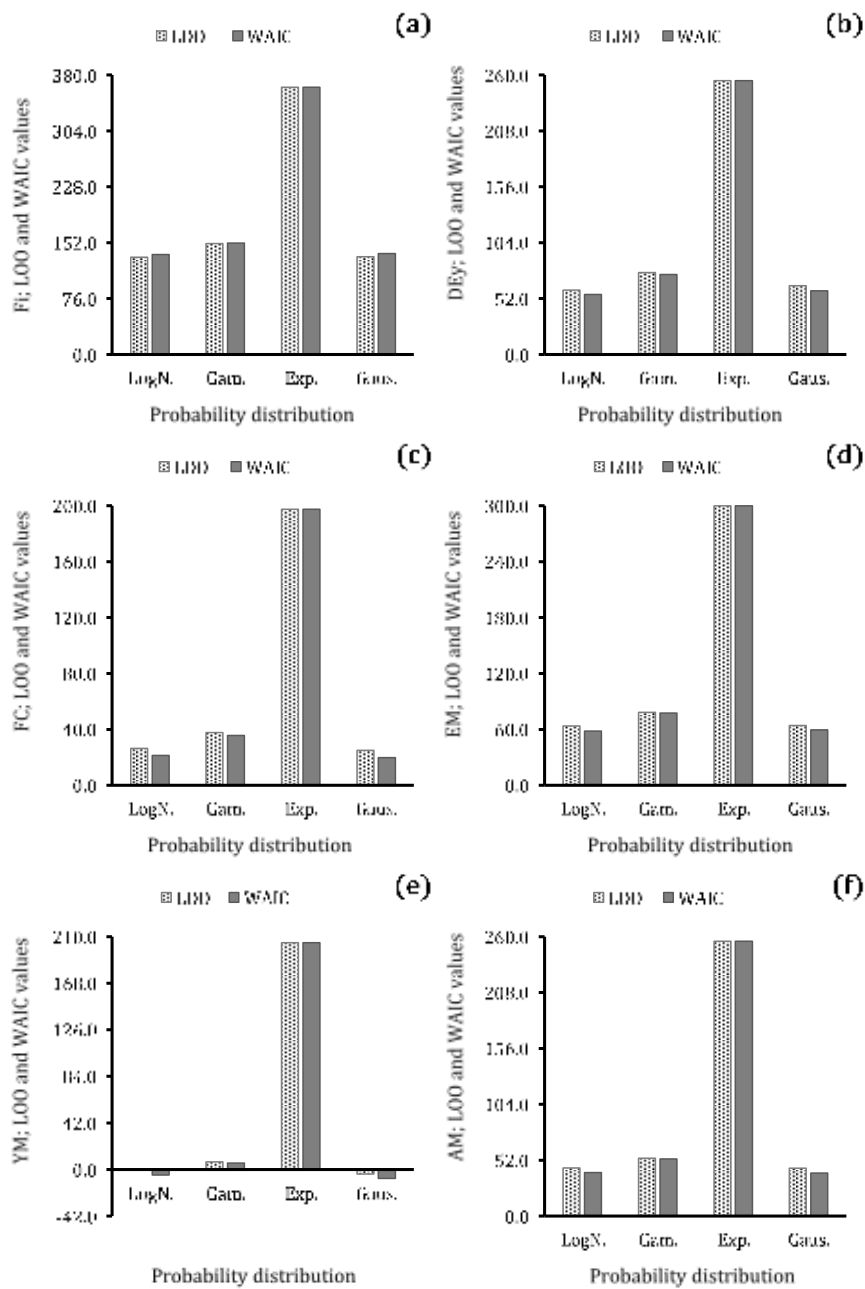 (a)
LOO WAIC
Fi; LOO and WAIC values
380.0
304.0
228.0
152.0
76.0
0.0
LogN. Gam. Exp. Gaus.
Probability distribution
(b)
LOO WAIC
DEy; LOO and WAIC values
260.0
208.0
156.0
104.0
52.0
0.0
LogN. Gam. Exp. Gaus.
Probability distribution
(c)
LOO WAIC
FC; LOO and WAIC values
200.0
160.0
120.0
80.0
40.0
0.0
LogN. Gam. Exp. Gaus.
Probability distribution
(d)
LOO WAIC
EM; LOO and WAIC values
300.0
240.0
180.0
120.0
60.0
0.0
LogN. Gam. Exp. Gaus.
Probability distribution
(e)
LOO WAIC
YM; LOO and WAIC values
210.0
168.0
126.0
84.0
42.0
0.0
-42.0
LogN. Gam. Exp. Gaus.
Probability distribution
(f)
LOO WAIC
AM; LOO and WAIC values
260.0
208.0
156.0
104.0
52.0
0.0
LogN. Gam. Exp. Gaus.
Probability distribution